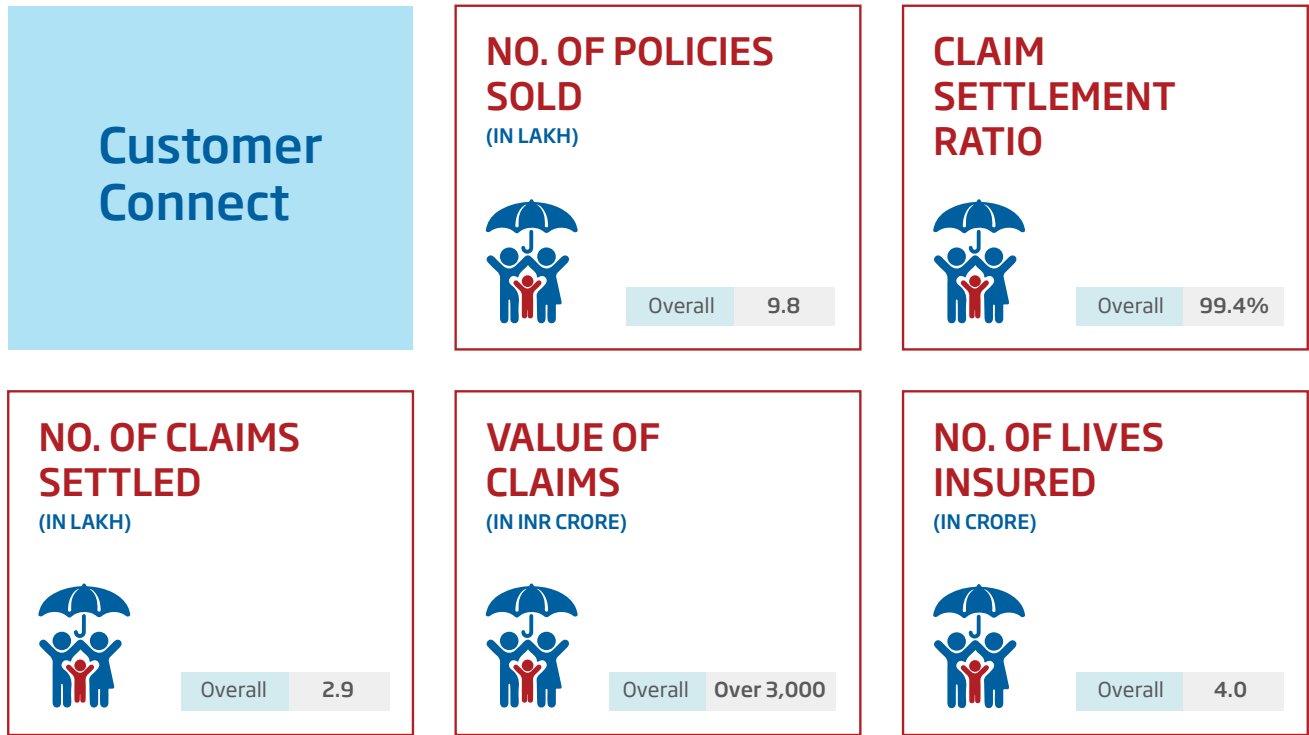 Customer
Connect
NO. OF POLICIES
SOLD
(IN LAKH)
Overall 9.8
CLAIM
SETTLEMENT
RATIO
Overall 99.4%
NO. OF CLAIMS
SETTLED
(IN LAKH)
Overall 2.9
VALUE OF
CLAIMS
(IN INR CRORE)
Overall Over 3,000
NO. OF LIVES
INSURED
(IN CRORE)
Overall 4.0